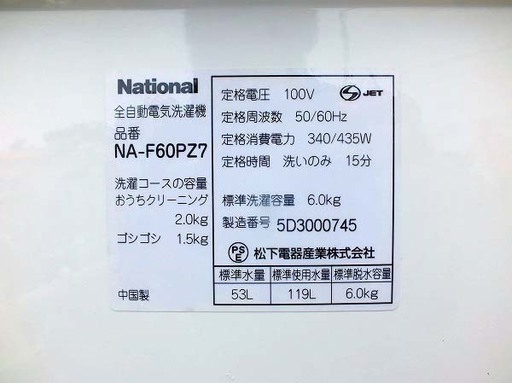 National
全自動電気洗濯機
品番
NA-F60PZ7
洗濯コースの容量
おうちクリーニング
2.0kg
ゴシゴシ 1.5kg
中国製
定格電圧 100V
JET
定格周波数 50/60Hz
定格消費電力 340/435W
定格時間 洗いのみ 15分
標準洗濯容量 6.0kg
製造番号 5D3000745
PS
E
松下電器産業株式会社
標準水量 標準使用水量 標準脱水容量
53L 119L 6.0kg